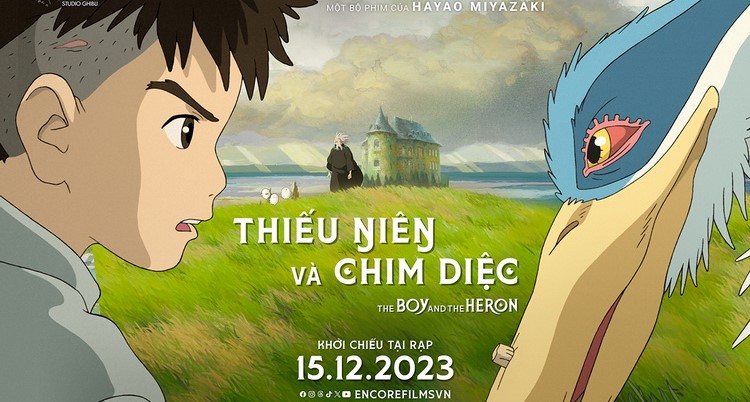 STUDIO GHIBLI
MỘT BỘ PHIM CỦA HAYAO MIYAZAKI
THIẾU NIÊN
VÀ CHIM DIỆC
THE BOY AND THE HERON
KHỞI CHIẾU TẠI RẠP
15.12.2023
ENCOREFILMSVN